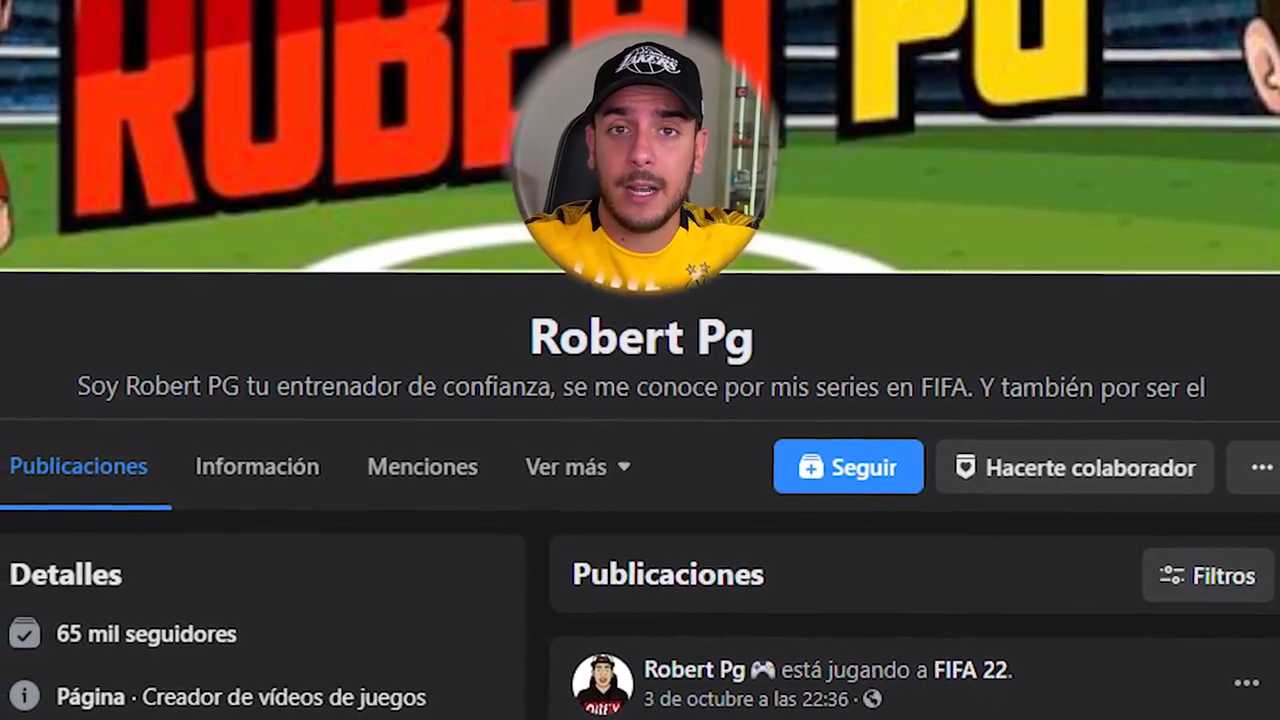 ROBERT PG
LAKERS
Robert Pg
Soy Robert PG tu entrenador de confianza, se me conoce por mis series en FIFA. Y también por ser el
Publicaciones Información Menciones Ver más Seguir Hacerte colaborador
Detalles
Publicaciones
Filtros
65 mil seguidores
Página · Creador de vídeos de juegos
Robert Pg 🎮 está jugando a FIFA 22.
3 de octubre a las 22:36 ·